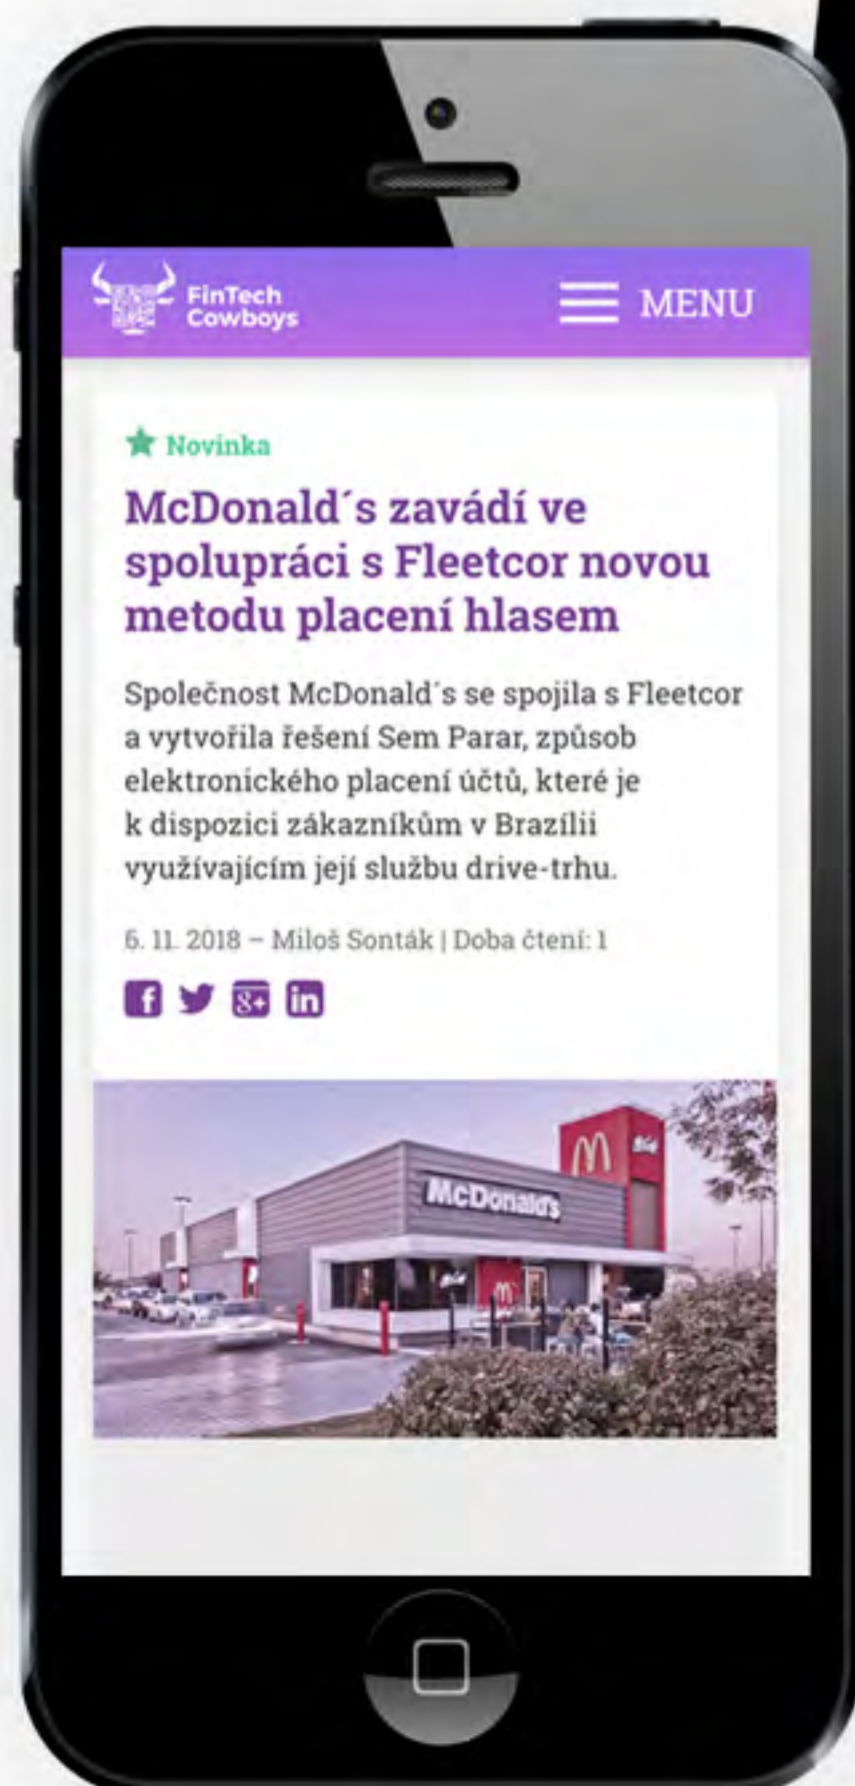 FinTech
Cowboys
MENU
Novinka
McDonald´s zavádí ve
spolupráci s Fleetcor novou
metodu placení hlasem
Společnost McDonald´s se spojila s Fleetcor
a vytvořila řešení Sem Parar, způsob
elektronického placení účtů, které je
k dispozici zákazníkům v Brazílii
využívajícím její službu drive-trhu.
6. 11. 2018 – Miloš Sonták | Doba čtení: 1
f 8+ in
McDonald's